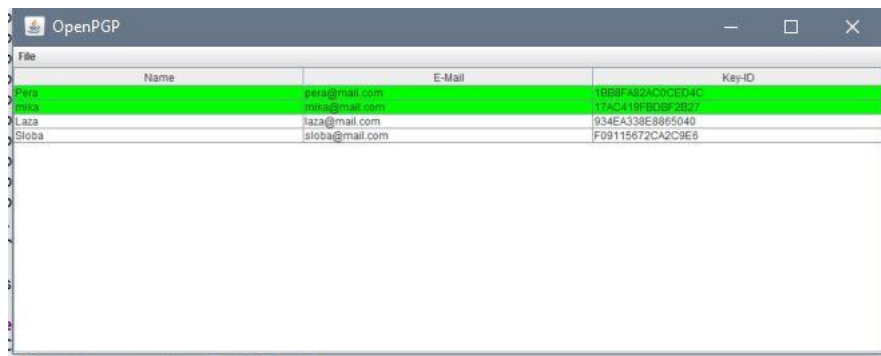 OpenPGP
File
Name E-Mail Key-ID
Pera pera@mail.com 1BB8FA82AC0CED4C
mika mika@mail.com 17AC419FBDBF2B27
Laza laza@mail.com 934EA338E8865040
Sloba sloba@mail.com F09115672CA2C9E6